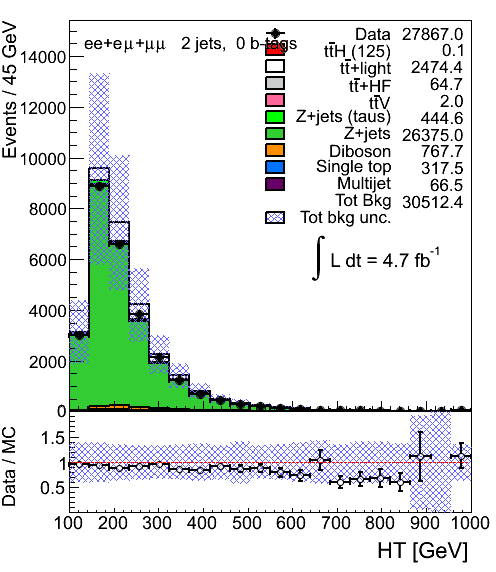 ee+eμ+μμ 2 jets, 0 b-tags
Data 27867.0
tt̄H (125) 0.1
tt̄+light 2474.4
tt̄+HF 64.7
tt̄V 2.0
Z+jets (taus) 444.6
Z+jets 26375.0
Diboson 767.7
Single top 317.5
Multijet 66.5
Tot Bkg 30512.4
Tot bkg unc.
∫ L dt = 4.7 fb⁻¹
Events / 45 GeV
14000
12000
10000
8000
6000
4000
2000
0
Data / MC
1.5
1
0.5
100 200 300 400 500 600 700 800 900 1000
HT [GeV]